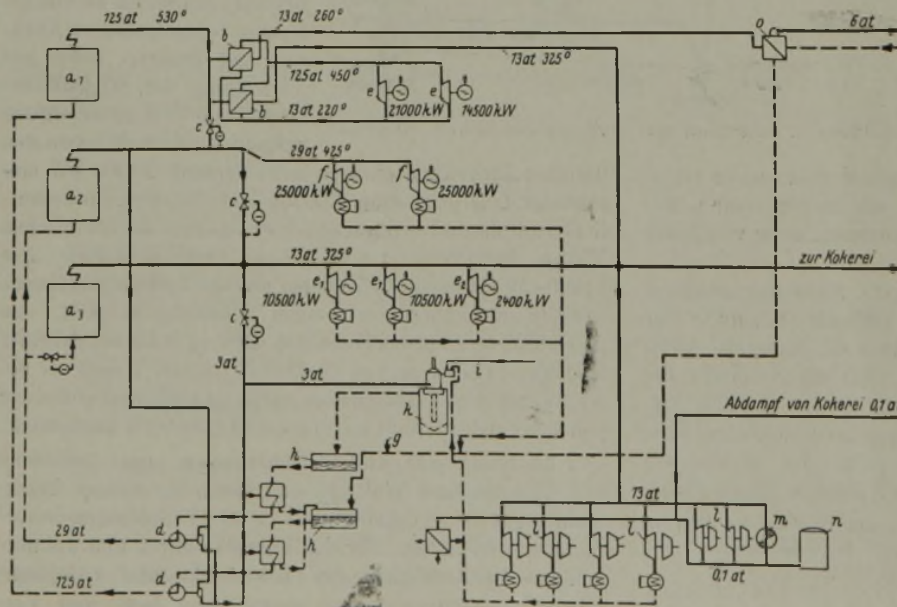 125 at 530°
13 at 260°
o
6 at
b
13 at 325°
a1
125 at 450°
b
e
e
13 at 220°
21000 kW
14500 kW
c
29 at 425°
f
f
a2
25000 kW
25000 kW
c
13 at 325°
zur Kokerei
e1
e1
e2
a3
10500 kW
10500 kW
2400 kW
c
3 at
3 at
i
k
Abdampf von Kokerei 0,1 at
g
h
13 at
h
l
l
l
m
n
29 at
d
0,1 at
125 at
d